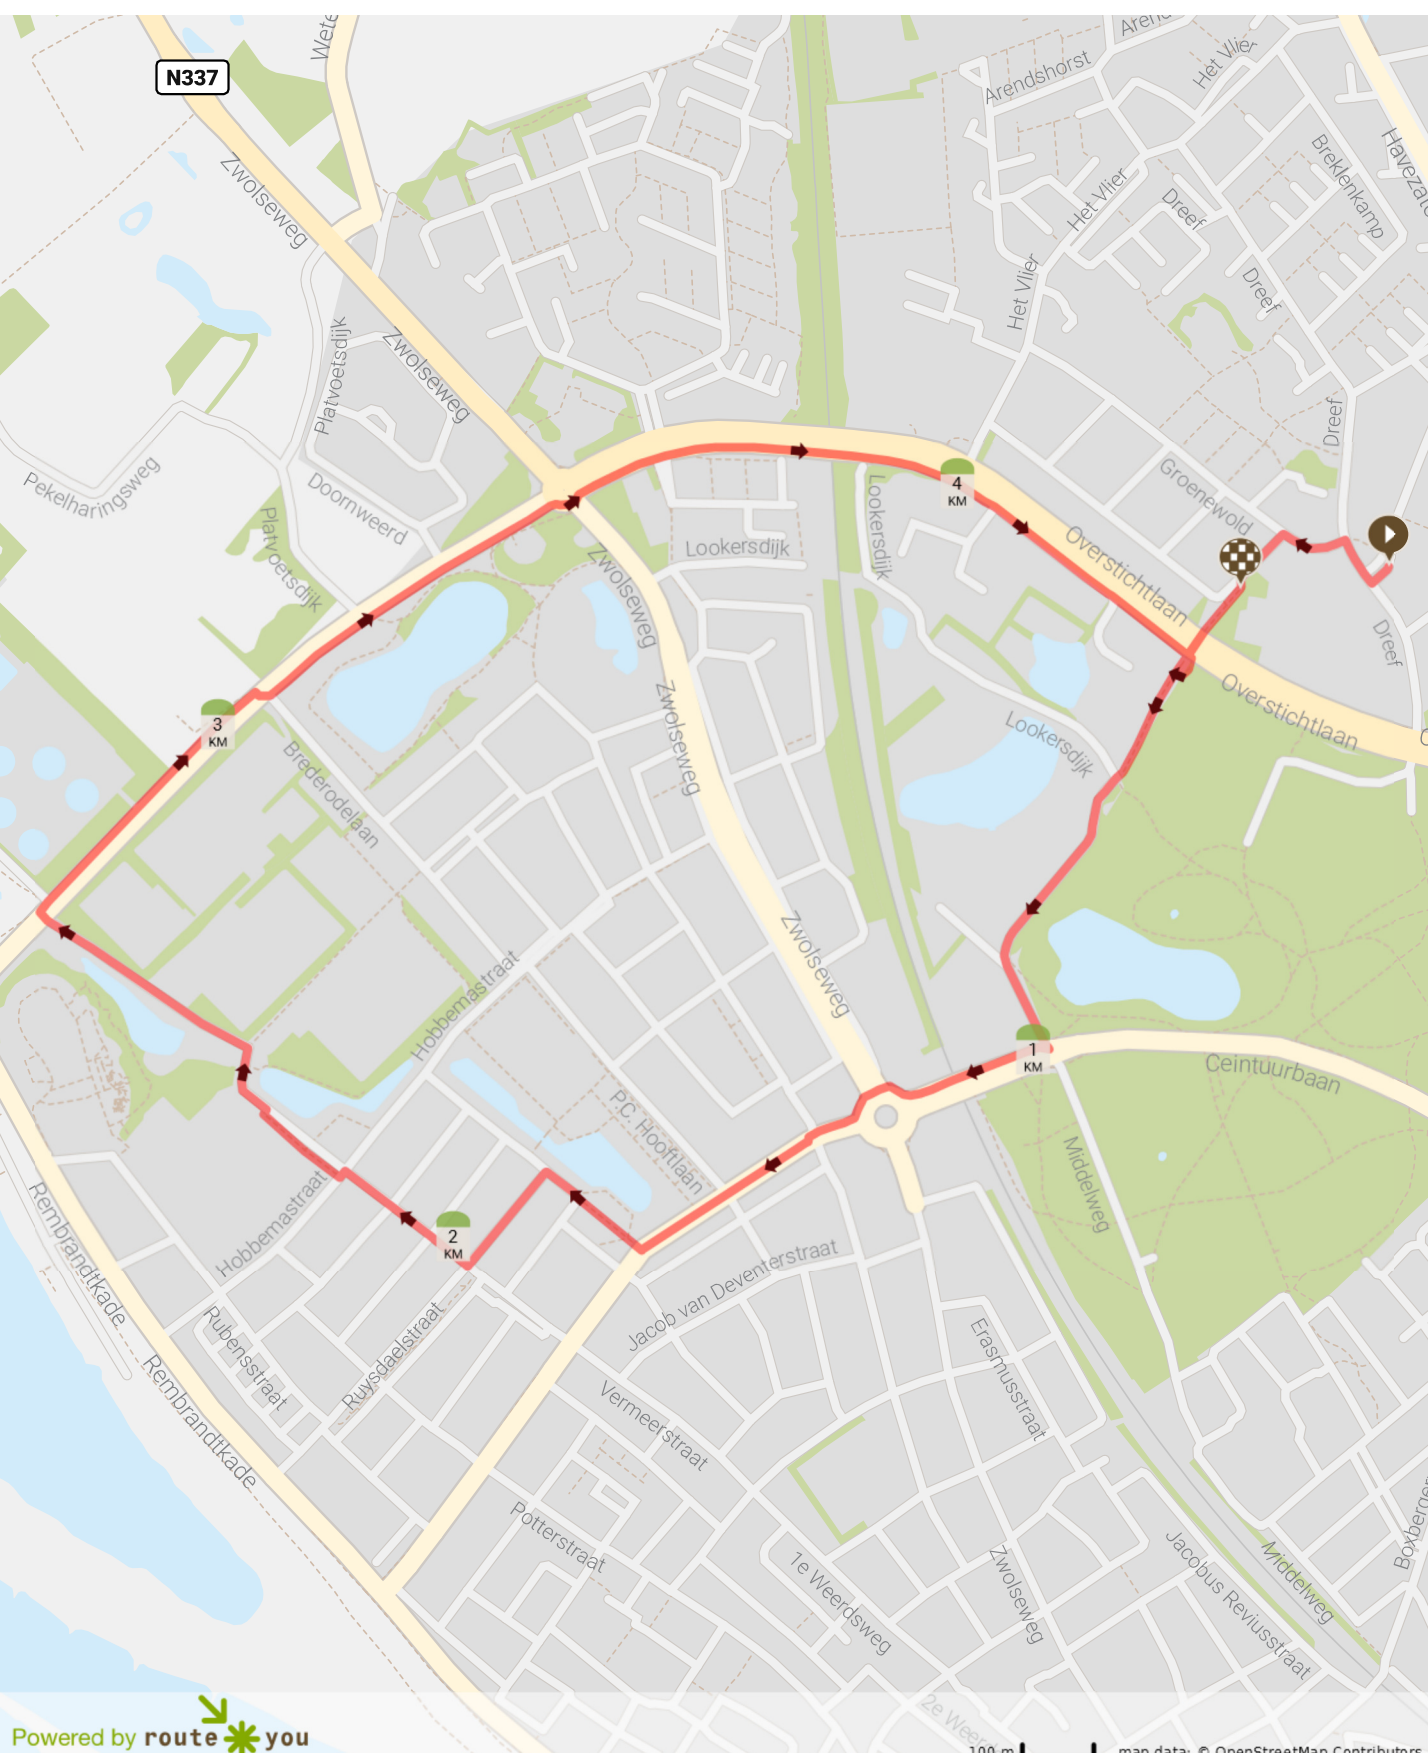 N337
Arendshorst
Het Vlier
Zwolseweg
Breklenkamp
Het Vlier
Dreef
Het Vlier
Dreef
Platvoetsdijk
Zwolseweg
Dreef
Pekelharingsweg
Groenewold
4
KM
Lookersdijk
Doornweerd
Platvoetsdijk
Lookersdijk
Overstichtlaan
Zwolseweg
Dreef
Overstichtlaan
Zwolseweg
3
KM
Lookersdijk
Brederodelaan
Zwolseweg
Hobbemastraat
1
KM
Ceintuurbaan
P.C. Hooftlaan
Middelweg
Hobbemastraat
2
KM
Rembrandtkade
Jacob van Deventerstraat
Rubensstraat
Ruysdaelstraat
Erasmusstraat
Rembrandtkade
Vermeerstraat
Potterstraat
1e Weerdsweg
Zwolseweg
Jacobus Reviusstraat
Middelweg
Powered by route you
100 m
map data: © OpenStreetMap Contributors